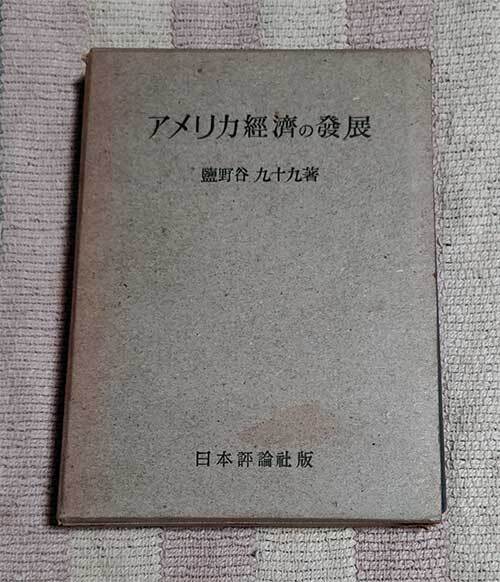 アメリカ經濟の發展
鹽野谷 九十九著
日本評論社版